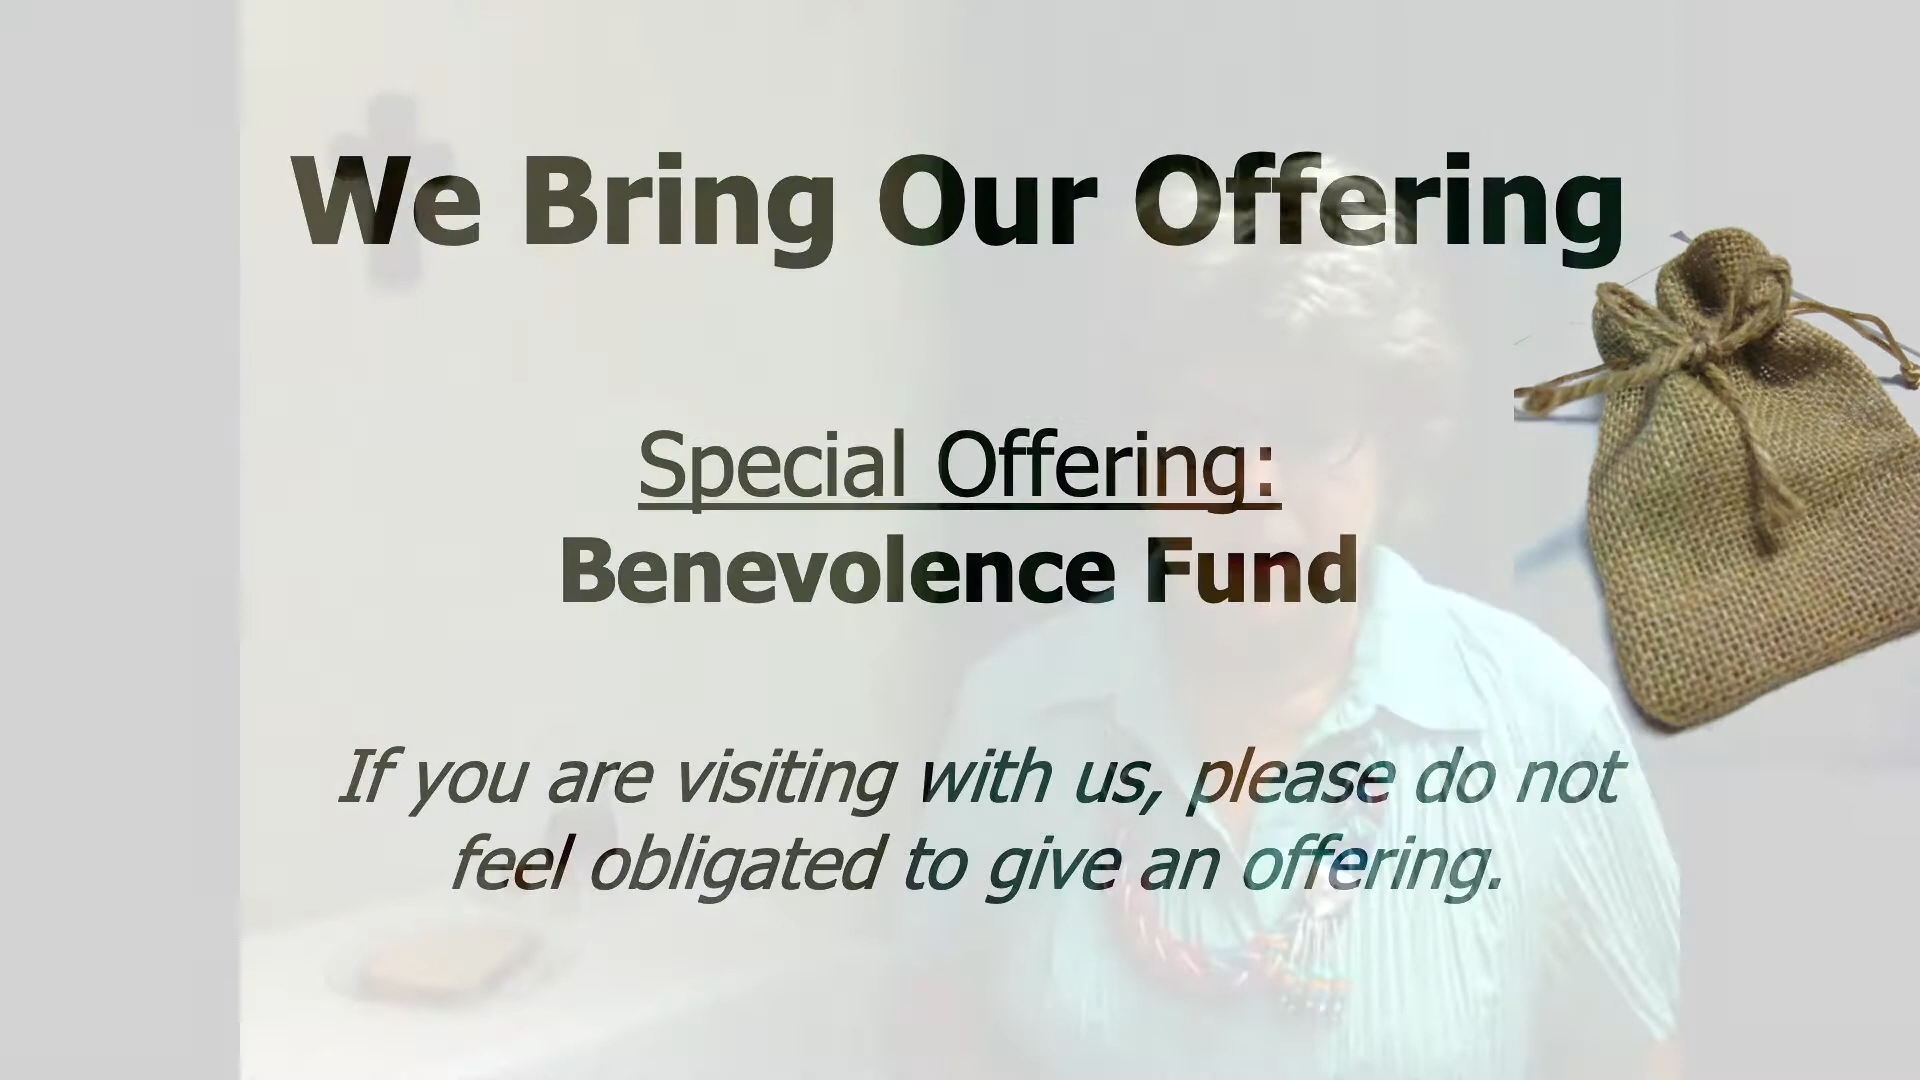 We Bring Our Offering
Special Offering:
Benevolence Fund
If you are visiting with us, please do not
feel obligated to give an offering.